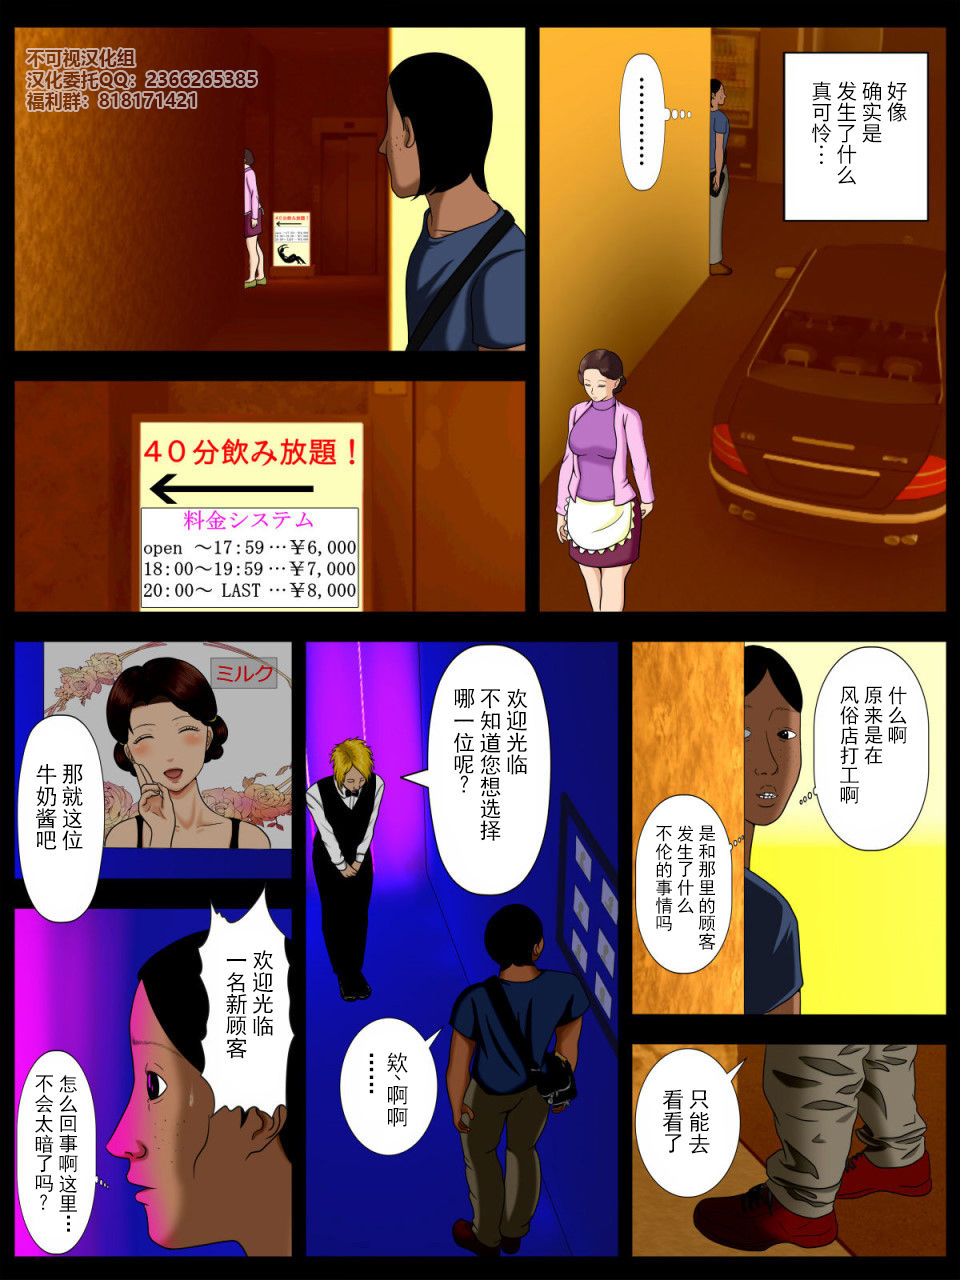 好像
确实是
发生了什么
真可怜…
…………
不可视汉化组
汉化委托QQ：2366265385
福利群：818171421
40分飲み放題！
40分飲み放題！
料金システム
open ～17:59…￥6,000
18:00～19:59…￥7,000
20:00～ LAST …￥8,000
什么啊
原来是在
风俗店打工啊
是和那里的顾客
发生了什么
不伦的事情吗
只能去
看看了
欢迎光临
不知道您想选择
哪一位呢？
欸、啊啊
……
ミルク
那就这位
牛奶酱吧
欢迎光临
一名新顾客
怎么回事啊这里…
不会太暗了吗？